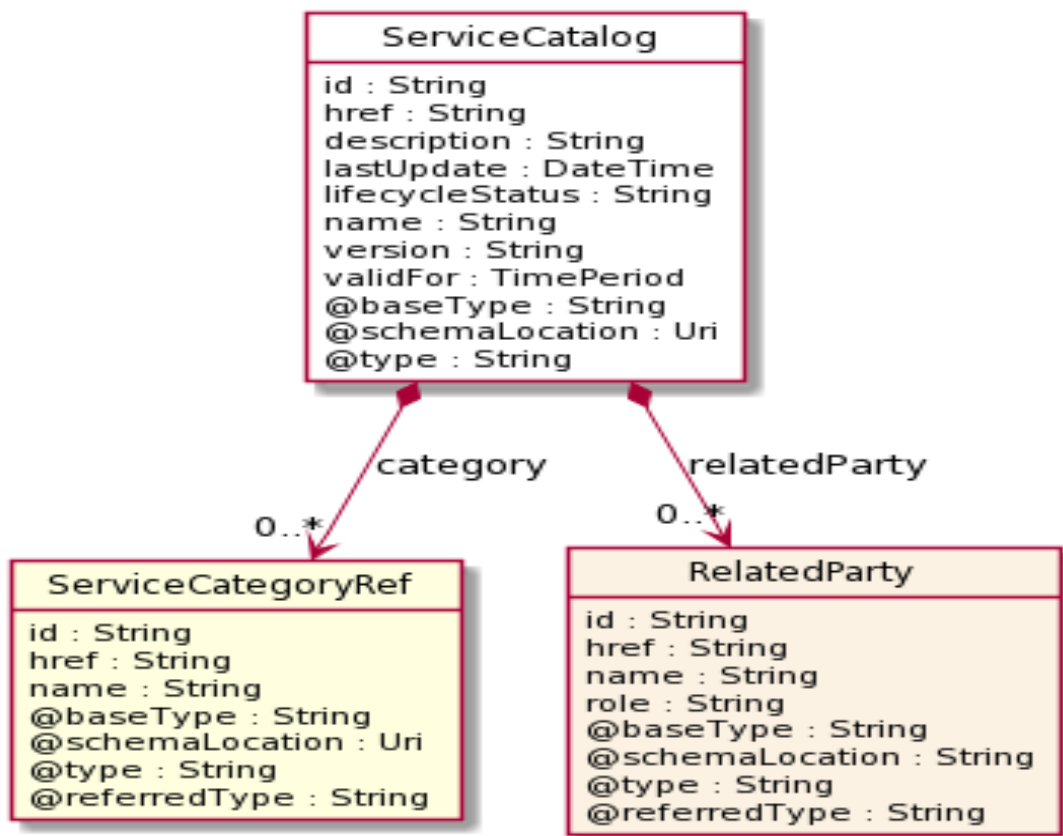 ServiceCatalog
id : String
href : String
description : String
lastUpdate : DateTime
lifecycleStatus : String
name : String
version : String
validFor : TimePeriod
@baseType : String
@schemaLocation : Uri
@type : String
category
relatedParty
0..*
0..*
ServiceCategoryRef
id : String
href : String
name : String
@baseType : String
@schemaLocation : Uri
@type : String
@referredType : String
RelatedParty
id : String
href : String
name : String
role : String
@baseType : String
@schemaLocation : String
@type : String
@referredType : String